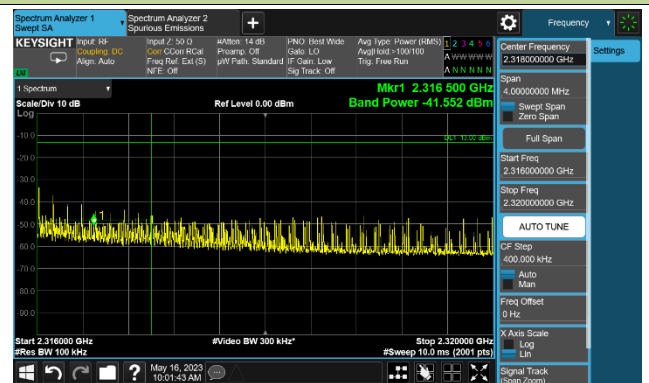 Spectrum Analyzer 1
Swept SA
Spectrum Analyzer 2
Spurious Emissions
+
Frequency
KEYSIGHT
Input: RF
Coupling: DC
Align: Auto
Input Z: 50 Ω
Corr CCorr RCal
Freq Ref: Ext (S)
NFE: Off
#Atten: 14 dB
Preamp: Off
µW Path: Standard
PNO: Best Wide
Gate: LO
IF Gain: Low
Sig Track: Off
Avg Type: Power (RMS)
Avg|Hold:>100/100
Trig: Free Run
1 2 3 4 5 6
A W W W W W
A N N N N N
LXI
1 Spectrum
Scale/Div 10 dB
Log
Ref Level 0.00 dBm
Mkr1 2.316 500 GHz
Band Power -41.552 dBm
DL1 -13.00 dBm
-10.0
-20.0
-30.0
-40.0
-50.0
-60.0
-70.0
-80.0
-90.0
1
Start 2.316000 GHz
#Res BW 100 kHz
#Video BW 300 kHz*
Stop 2.320000 GHz
#Sweep 10.0 ms (2001 pts)
Center Frequency
2.318000000 GHz
Settings
Span
4.00000000 MHz
Swept Span
Zero Span
Full Span
Start Freq
2.316000000 GHz
Stop Freq
2.320000000 GHz
AUTO TUNE
CF Step
400.000 kHz
Auto
Man
Freq Offset
0 Hz
X Axis Scale
Log
Lin
Signal Track
(Span Zoom)
?
May 16, 2023
10:01:43 AM